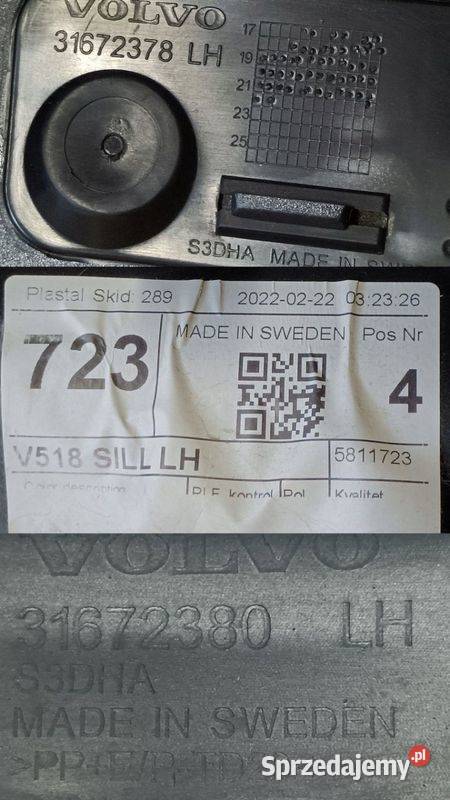 VOLVO
31672378 LH
17
19
21
23
25
S3DHA MADE IN
Plastal Skid: 289 2022-02-22 03:23:26
723 MADE IN SWEDEN Pos Nr
4
V518 SILL LH 5811723
Kvalitet
VOLVO
31672380 LH
S3DHA
MADE IN SWEDEN
Sprzedajemy.pl